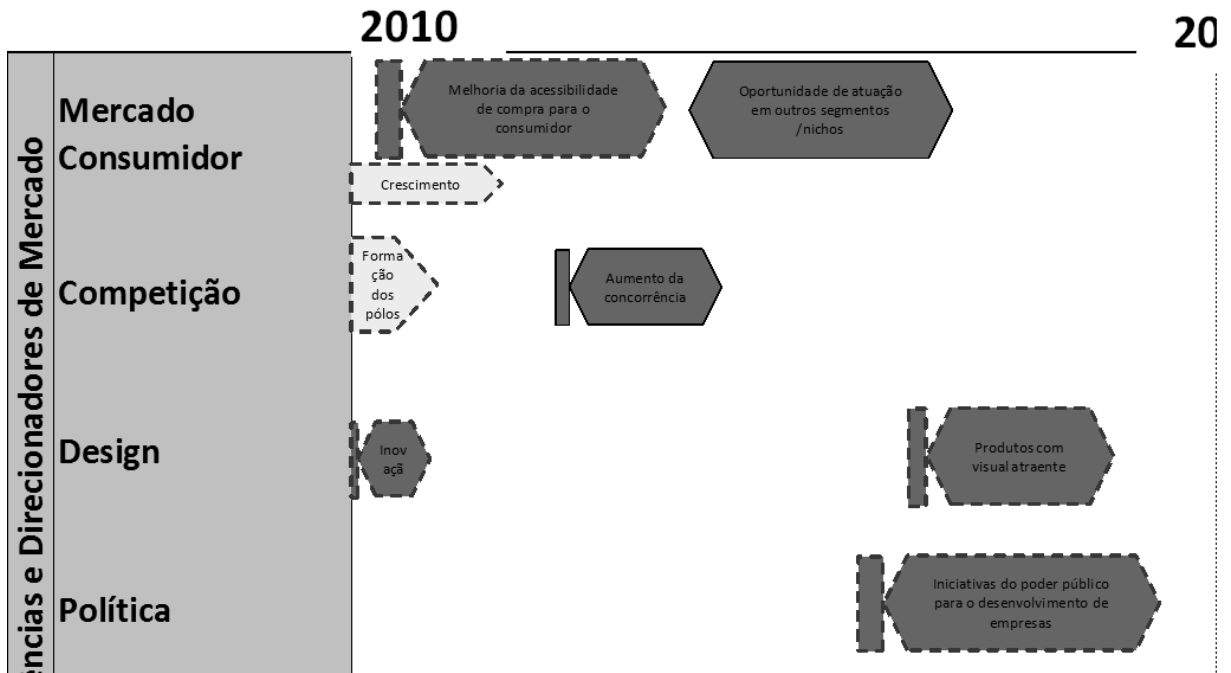 2010
20
ências e Direcionadores de Mercado
Mercado
Consumidor
Melhoria da acessibilidade
de compra para o
consumidor
Oportunidade de atuação
em outros segmentos
/nichos
Crescimento
Competição
Forma
ção
dos
pólos
Aumento da
concorrência
Design
Inov
açã
Produtos com
visual atraente
Política
Iniciativas do poder público
para o desenvolvimento de
empresas